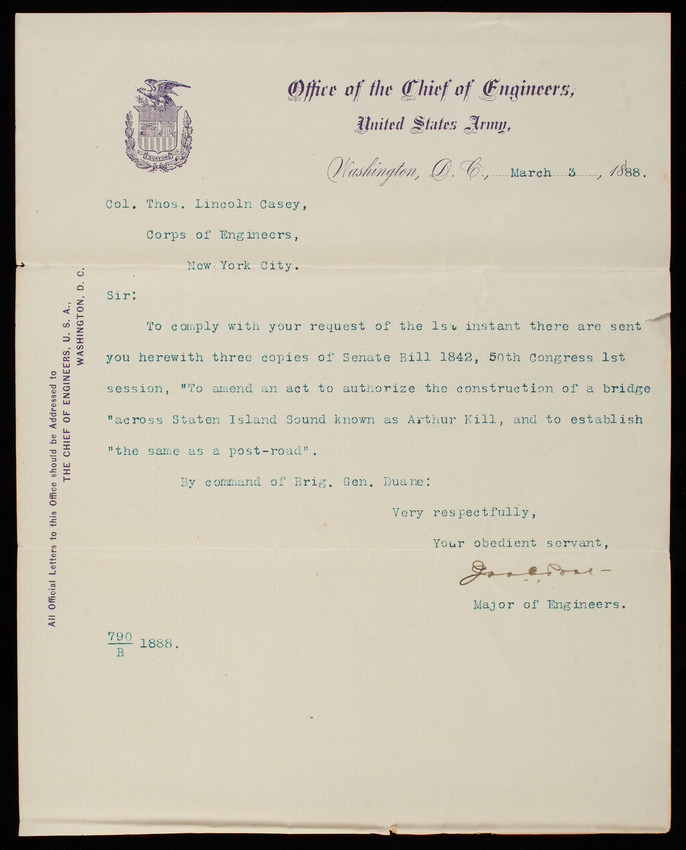 Office of the Chief of Engineers,
United States Army,
Washington, D. C., March 3, 1888.
ESSAYONS
Col. Thos. Lincoln Casey,
Corps of Engineers,
New York City.
Sir:
To comply with your request of the 1st instant there are sent
you herewith three copies of Senate Bill 1842, 50th Congress 1st
session, "To amend an act to authorize the construction of a bridge
"across Staten Island Sound known as Arthur Kill, and to establish
"the same as a post-road".
By command of Brig. Gen. Duane:
Very respectfully,
Your obedient servant,
Major of Engineers.
790
B 1888.
All Official Letters to this Office should be Addressed to
THE CHIEF OF ENGINEERS, U. S. A.,
WASHINGTON, D. C.